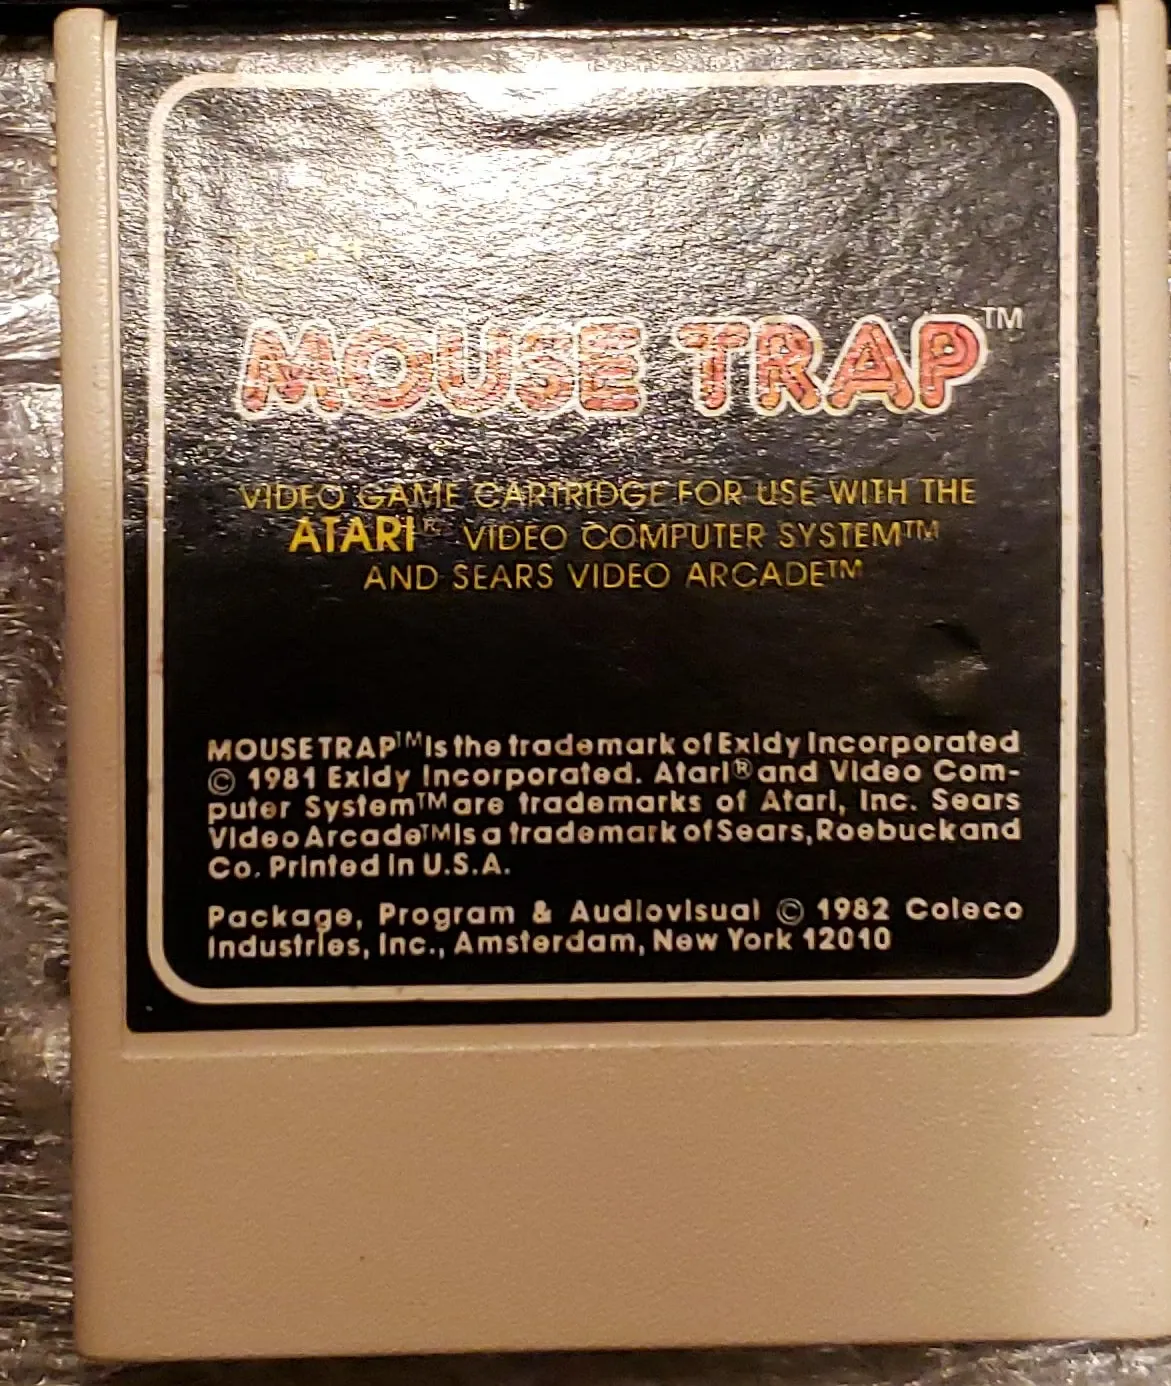 MOUSE TRAP™
VIDEO GAME CARTRIDGE FOR USE WITH THE
ATARI® VIDEO COMPUTER SYSTEM™
AND SEARS VIDEO ARCADE™
MOUSE TRAP™ is the trademark of Exidy Incorporated
© 1981 Exidy Incorporated. Atari® and Video Com-
puter System™ are trademarks of Atari, Inc. Sears
Video Arcade™ is a trademark of Sears, Roebuck and
Co. Printed in U.S.A.
Package, Program & Audiovisual © 1982 Coleco
Industries, Inc., Amsterdam, New York 12010